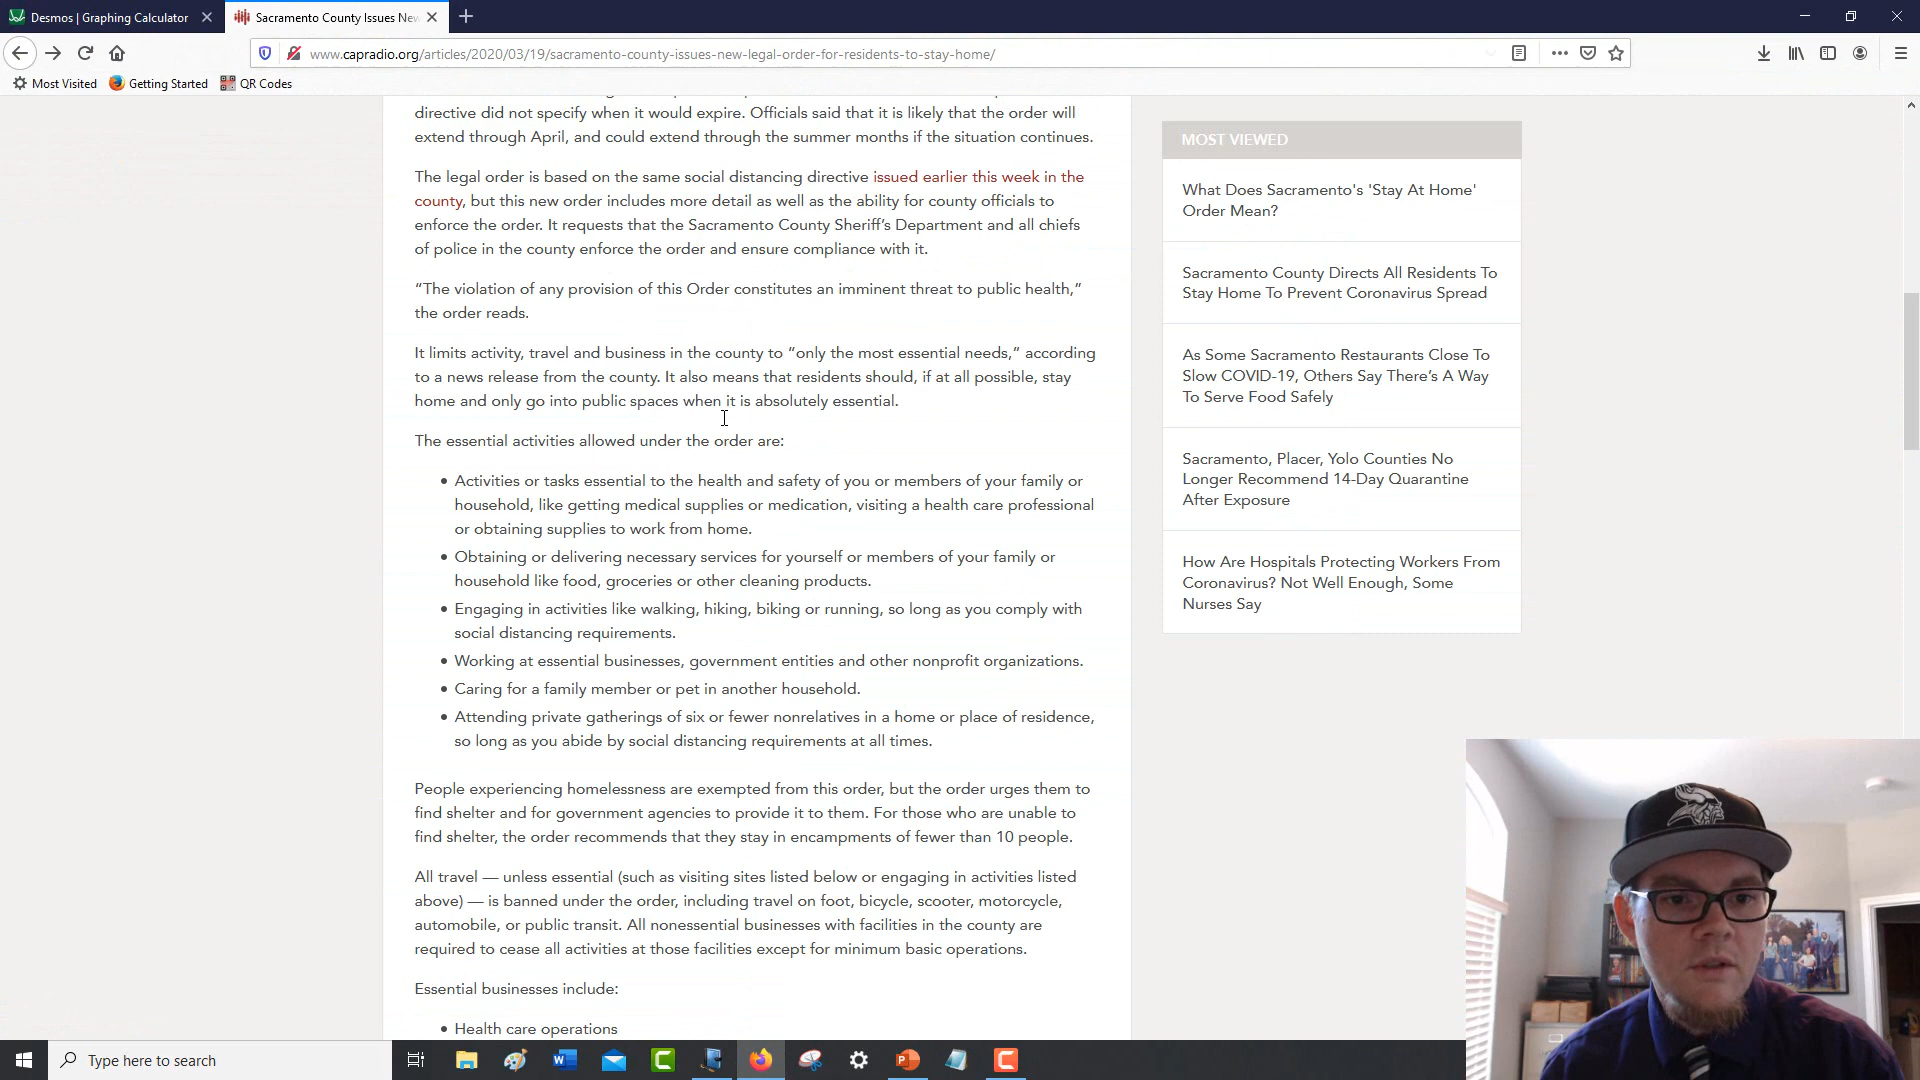 Desmos | Graphing Calculator
Sacramento County Issues New
www.capradio.org/articles/2020/03/19/sacramento-county-issues-new-legal-order-for-residents-to-stay-home/
Most Visited
Getting Started
QR Codes
directive did not specify when it would expire. Officials said that it is likely that the order will
extend through April, and could extend through the summer months if the situation continues.
The legal order is based on the same social distancing directive issued earlier this week in the
county, but this new order includes more detail as well as the ability for county officials to
enforce the order. It requests that the Sacramento County Sheriff’s Department and all chiefs
of police in the county enforce the order and ensure compliance with it.
“The violation of any provision of this Order constitutes an imminent threat to public health,”
the order reads.
It limits activity, travel and business in the county to “only the most essential needs,” according
to a news release from the county. It also means that residents should, if at all possible, stay
home and only go into public spaces when it is absolutely essential.
The essential activities allowed under the order are:
• Activities or tasks essential to the health and safety of you or members of your family or
household, like getting medical supplies or medication, visiting a health care professional
or obtaining supplies to work from home.
• Obtaining or delivering necessary services for yourself or members of your family or
household like food, groceries or other cleaning products.
• Engaging in activities like walking, hiking, biking or running, so long as you comply with
social distancing requirements.
• Working at essential businesses, government entities and other nonprofit organizations.
• Caring for a family member or pet in another household.
• Attending private gatherings of six or fewer nonrelatives in a home or place of residence,
so long as you abide by social distancing requirements at all times.
People experiencing homelessness are exempted from this order, but the order urges them to
find shelter and for government agencies to provide it to them. For those who are unable to
find shelter, the order recommends that they stay in encampments of fewer than 10 people.
All travel — unless essential (such as visiting sites listed below or engaging in activities listed
above) — is banned under the order, including travel on foot, bicycle, scooter, motorcycle,
automobile, or public transit. All nonessential businesses with facilities in the county are
required to cease all activities at those facilities except for minimum basic operations.
Essential businesses include:
• Health care operations
MOST VIEWED
What Does Sacramento's 'Stay At Home'
Order Mean?
Sacramento County Directs All Residents To
Stay Home To Prevent Coronavirus Spread
As Some Sacramento Restaurants Close To
Slow COVID-19, Others Say There’s A Way
To Serve Food Safely
Sacramento, Placer, Yolo Counties No
Longer Recommend 14-Day Quarantine
After Exposure
How Are Hospitals Protecting Workers From
Coronavirus? Not Well Enough, Some
Nurses Say
Type here to search